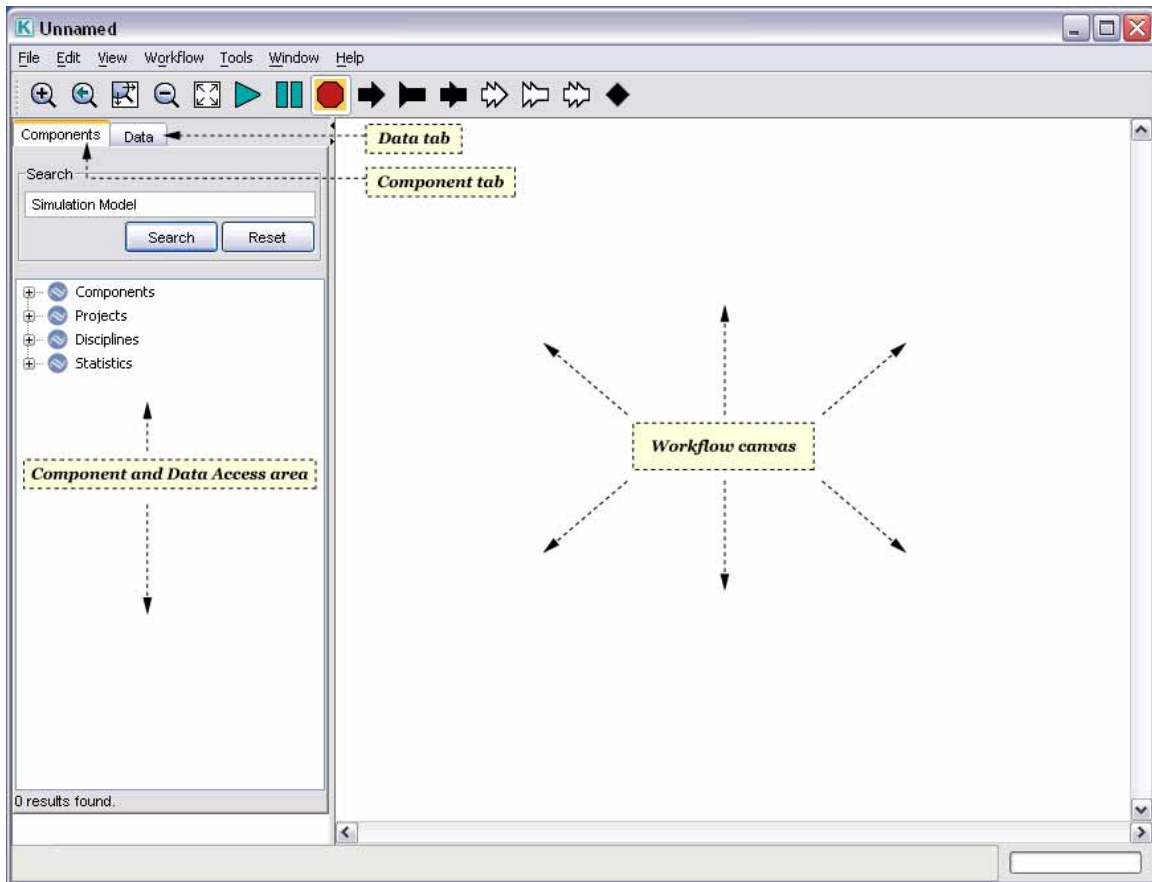 K Unnamed
File Edit View Workflow Tools Window Help
Components Data
Data tab
Component tab
Search
Simulation Model
Search Reset
Components
Projects
Disciplines
Statistics
Component and Data Access area
Workflow canvas
0 results found.